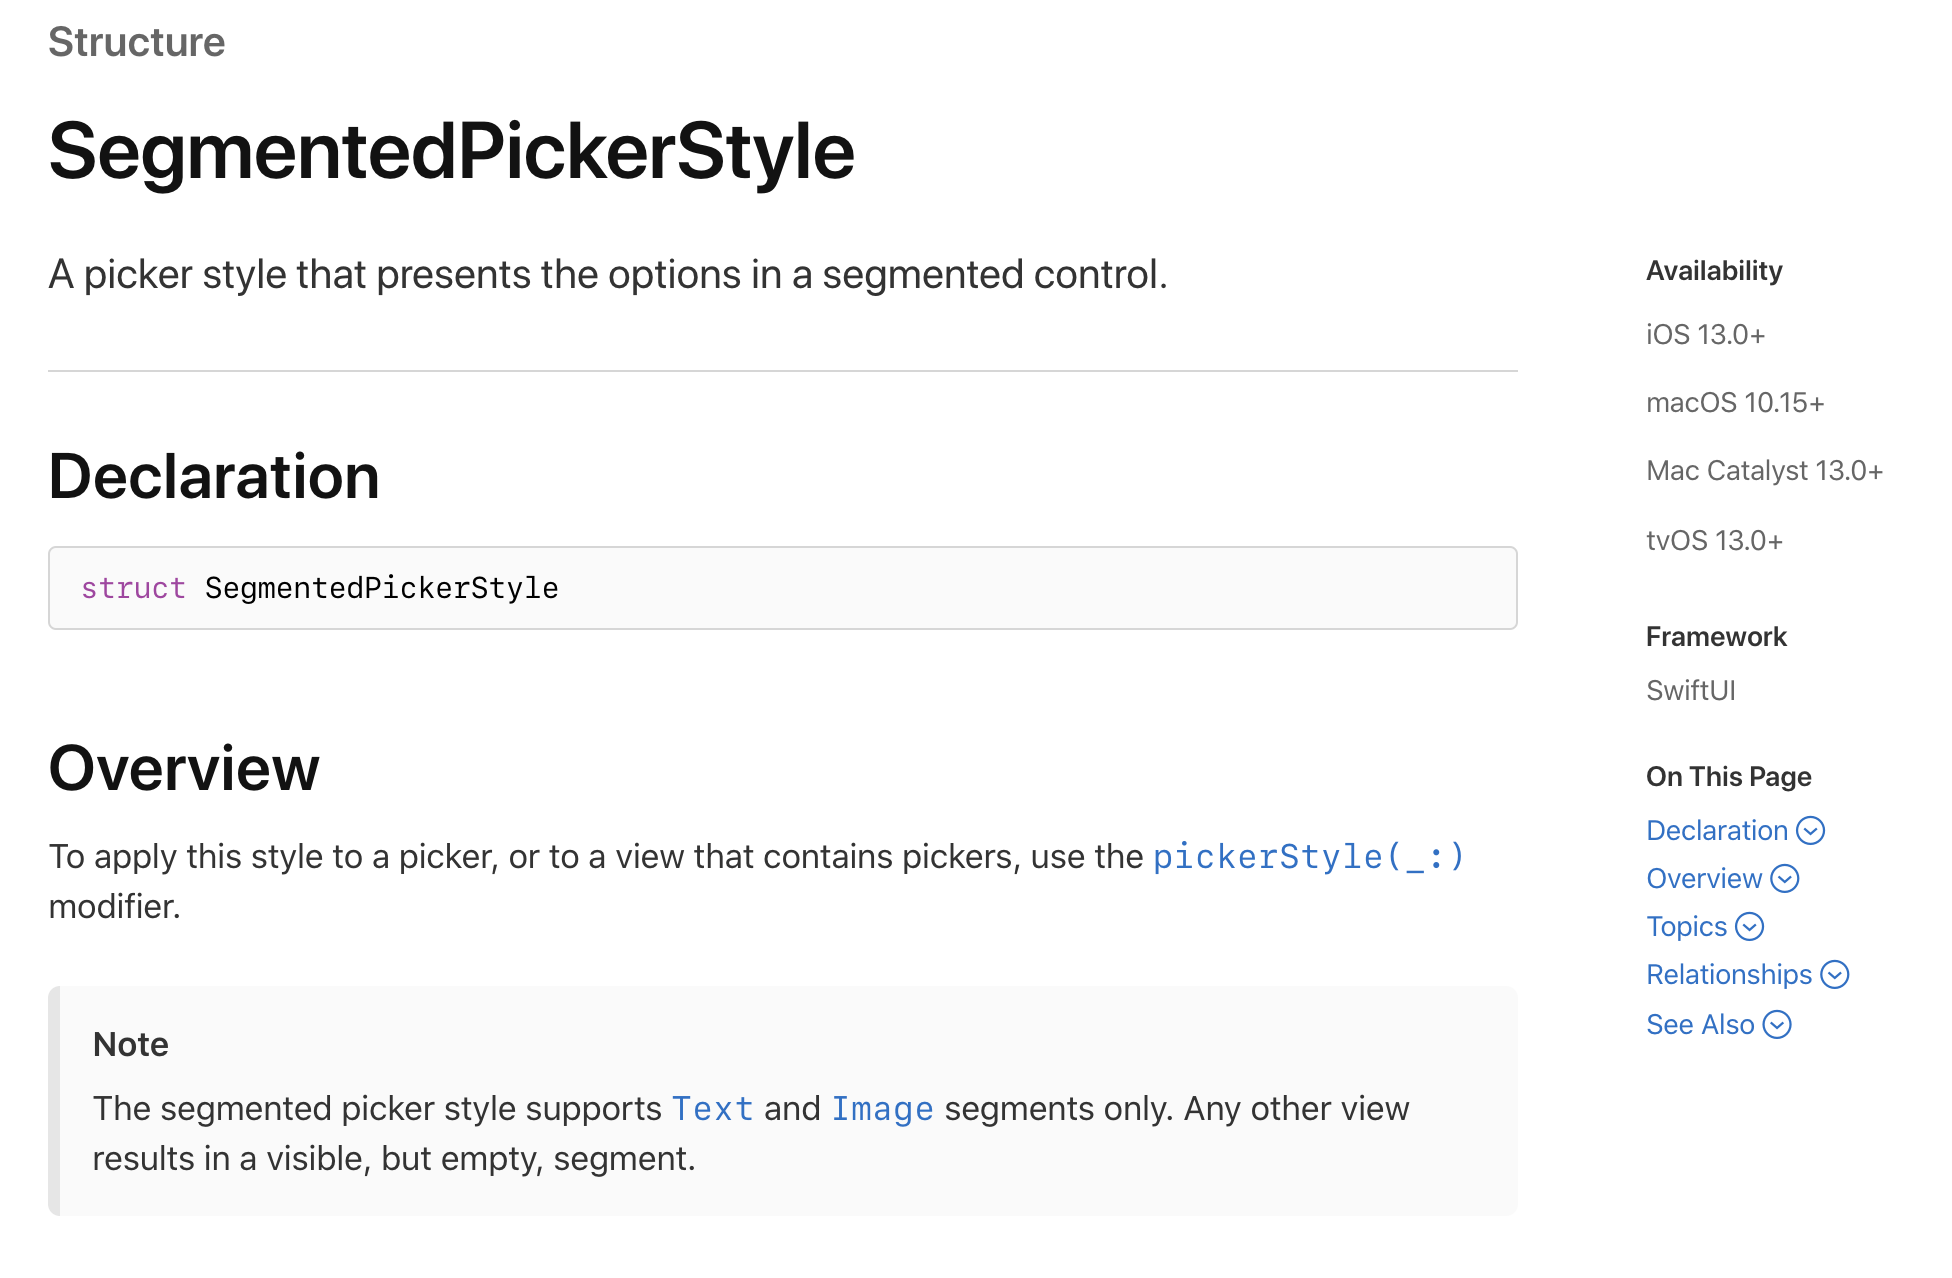 Structure
SegmentedPickerStyle
A picker style that presents the options in a segmented control.
Declaration
struct SegmentedPickerStyle
Overview
To apply this style to a picker, or to a view that contains pickers, use the pickerStyle(_:)
modifier.
Note
The segmented picker style supports Text and Image segments only. Any other view
results in a visible, but empty, segment.
Availability
iOS 13.0+
macOS 10.15+
Mac Catalyst 13.0+
tvOS 13.0+
Framework
SwiftUI
On This Page
Declaration
Overview
Topics
Relationships
See Also